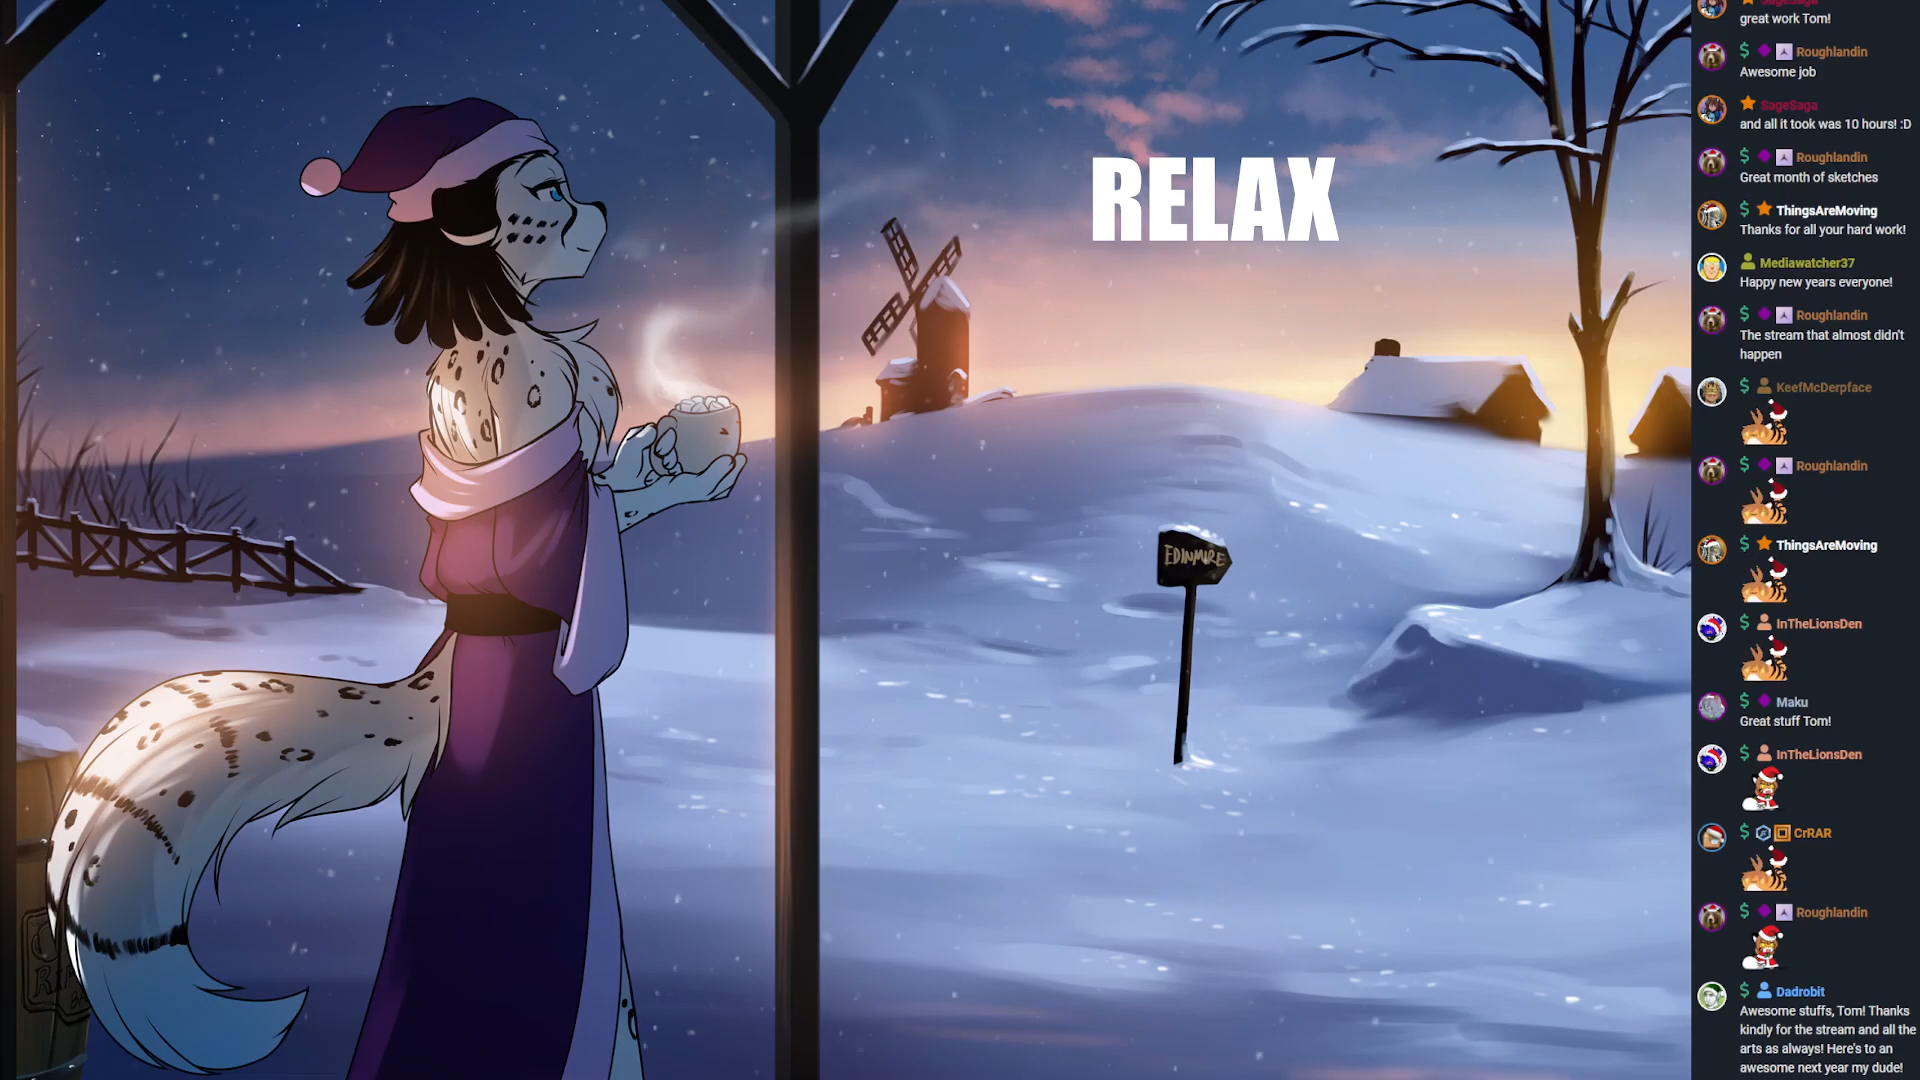 RELAX
EDINMIRE
SageSaga
great work Tom!
Roughlandin
Awesome job
SageSaga
and all it took was 10 hours! :D
Roughlandin
Great month of sketches
ThingsAreMoving
Thanks for all your hard work!
Mediawatcher37
Happy new years everyone!
Roughlandin
The stream that almost didn't
happen
KeefMcDerpface
Roughlandin
ThingsAreMoving
InTheLionsDen
Maku
Great stuff Tom!
InTheLionsDen
CrRAR
Roughlandin
Dadrobit
Awesome stuffs, Tom! Thanks
kindly for the stream and all the
arts as always! Here's to an
awesome next year my dude!